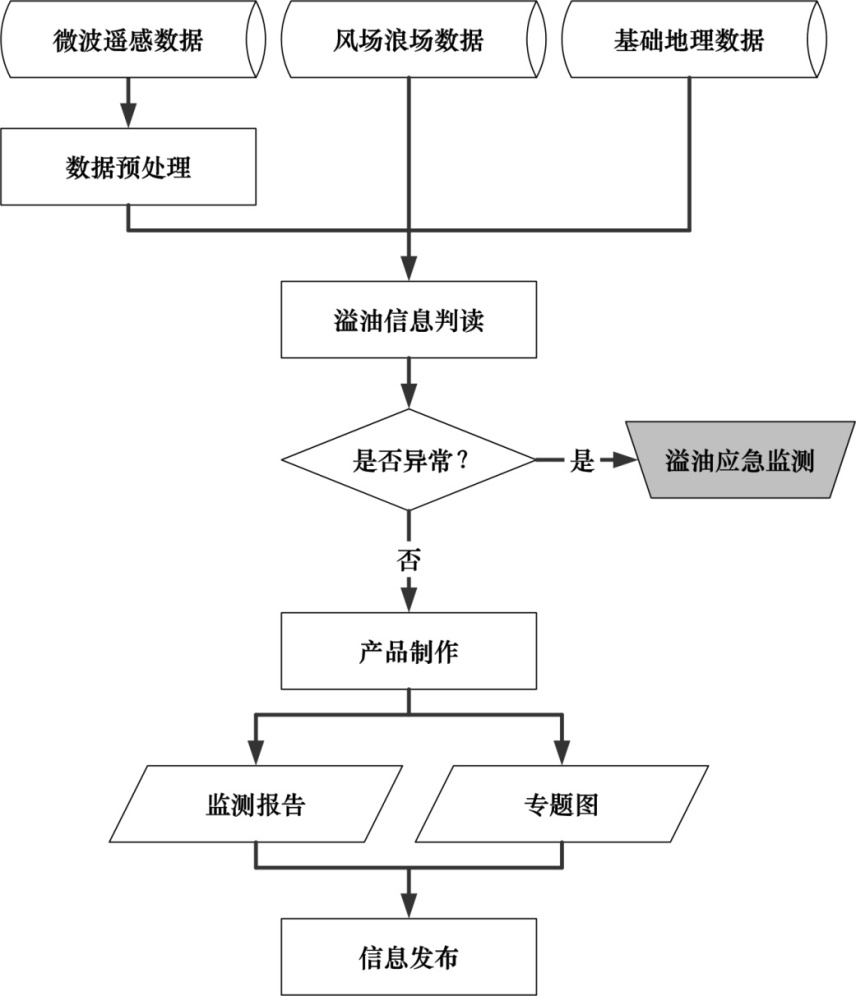 微波遥感数据
风场浪场数据
基础地理数据
数据预处理
溢油信息判读
是否异常？
是
溢油应急监测
否
产品制作
监测报告
专题图
信息发布